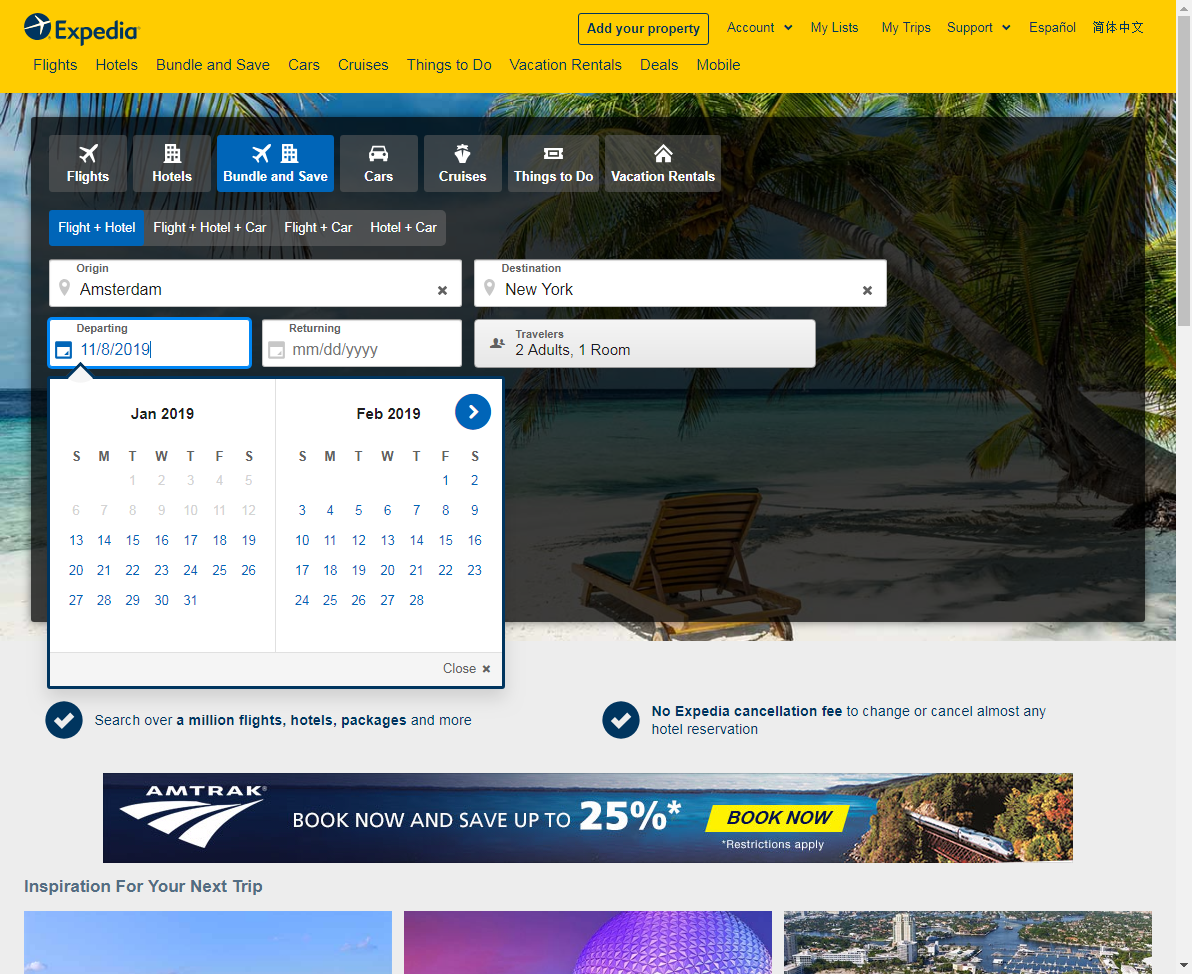 Expedia
Add your property
Account
My Lists
My Trips
Support
Español
简体中文
Flights
Hotels
Bundle and Save
Cars
Cruises
Things to Do
Vacation Rentals
Deals
Mobile
Flights
Hotels
Bundle and Save
Cars
Cruises
Things to Do
Vacation Rentals
Flight + Hotel
Flight + Hotel + Car
Flight + Car
Hotel + Car
Origin
Amsterdam
Destination
New York
Departing
11/8/2019
Returning
mm/dd/yyyy
Travelers
2 Adults, 1 Room
Jan 2019
S M T W T F S
1 2 3 4 5
6 7 8 9 10 11 12
13 14 15 16 17 18 19
20 21 22 23 24 25 26
27 28 29 30 31
Feb 2019
S M T W T F S
1 2
3 4 5 6 7 8 9
10 11 12 13 14 15 16
17 18 19 20 21 22 23
24 25 26 27 28
Close
Search over a million flights, hotels, packages and more
No Expedia cancellation fee to change or cancel almost any
hotel reservation
AMTRAK®
BOOK NOW AND SAVE UP TO 25%*
BOOK NOW
*Restrictions apply
Inspiration For Your Next Trip